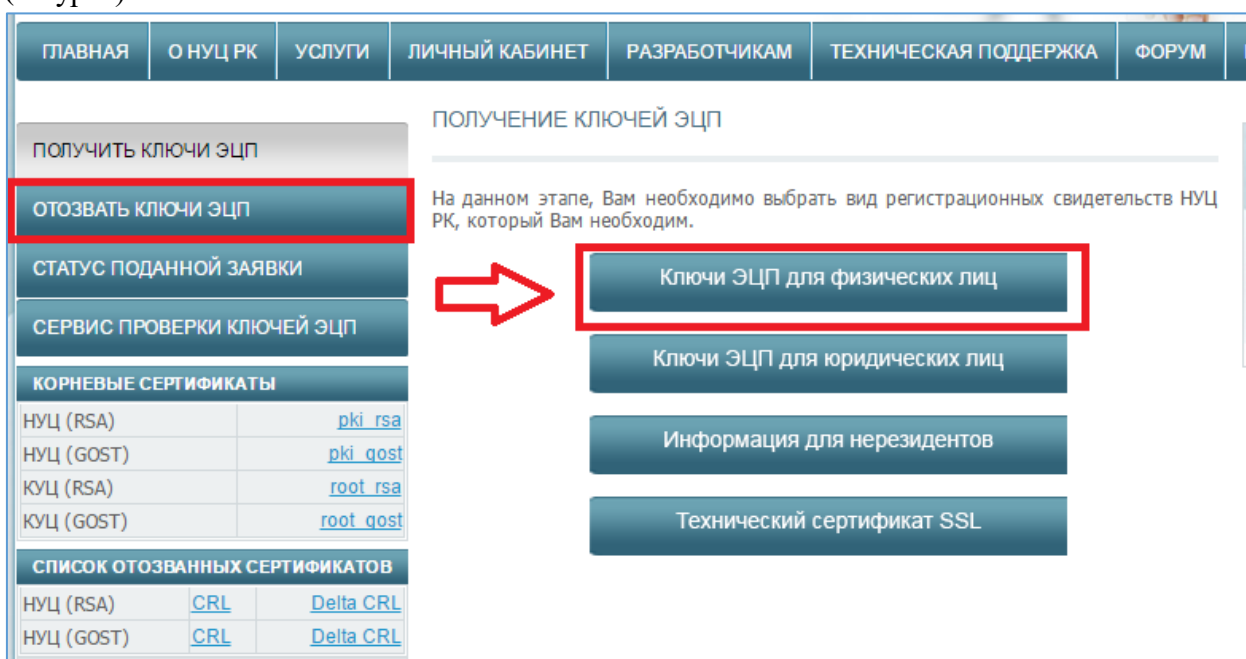 ГЛАВНАЯ О НУЦ РК УСЛУГИ ЛИЧНЫЙ КАБИНЕТ РАЗРАБОТЧИКАМ ТЕХНИЧЕСКАЯ ПОДДЕРЖКА ФОРУМ
ПОЛУЧИТЬ КЛЮЧИ ЭЦП
ОТОЗВАТЬ КЛЮЧИ ЭЦП
СТАТУС ПОДАННОЙ ЗАЯВКИ
СЕРВИС ПРОВЕРКИ КЛЮЧЕЙ ЭЦП
КОРНЕВЫЕ СЕРТИФИКАТЫ
НУЦ (RSA) pki_rsa
НУЦ (GOST) pki_gost
КУЦ (RSA) root_rsa
КУЦ (GOST) root_gost
СПИСОК ОТОЗВАННЫХ СЕРТИФИКАТОВ
НУЦ (RSA) CRL Delta CRL
НУЦ (GOST) CRL Delta CRL
ПОЛУЧЕНИЕ КЛЮЧЕЙ ЭЦП
На данном этапе, Вам необходимо выбрать вид регистрационных свидетельств НУЦ
РК, который Вам необходим.
Ключи ЭЦП для физических лиц
Ключи ЭЦП для юридических лиц
Информация для нерезидентов
Технический сертификат SSL